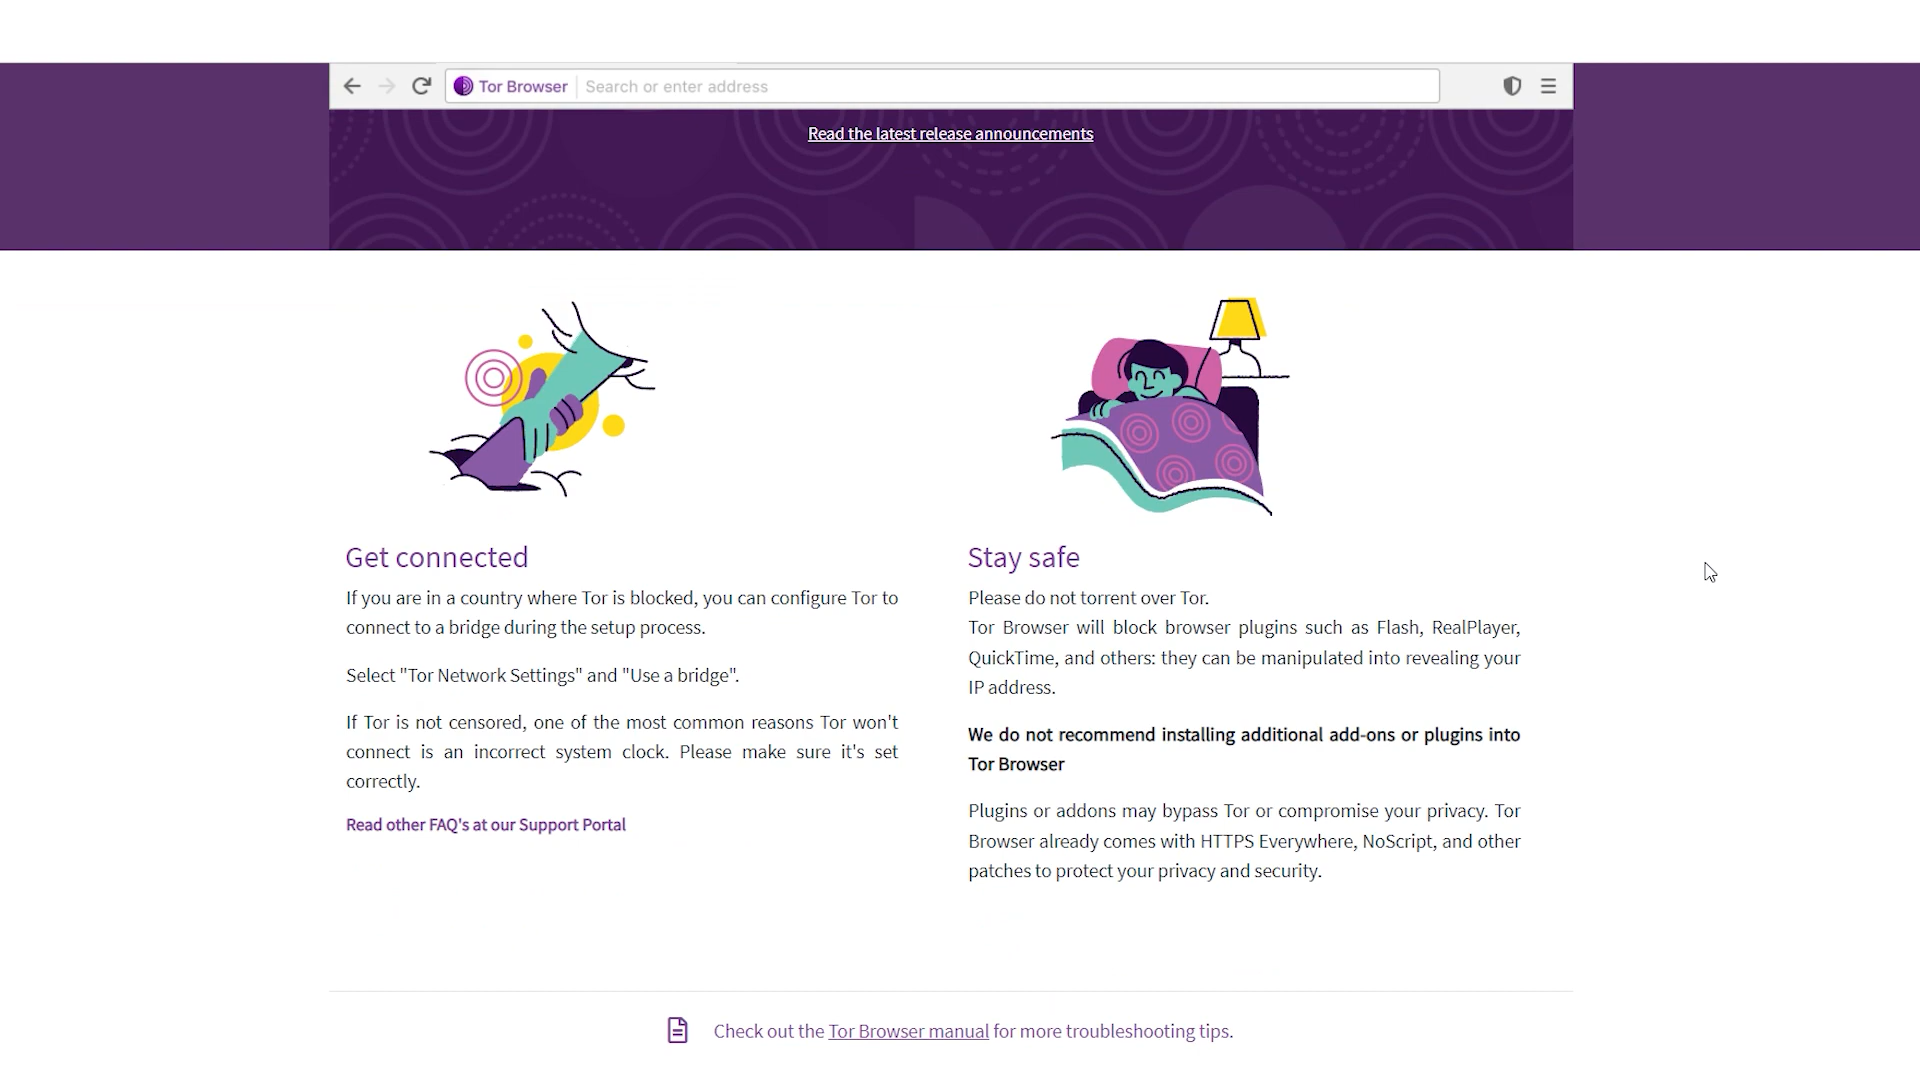 Tor Browser
Search or enter address
Read the latest release announcements
Get connected
If you are in a country where Tor is blocked, you can configure Tor to
connect to a bridge during the setup process.
Select "Tor Network Settings" and "Use a bridge".
If Tor is not censored, one of the most common reasons Tor won't
connect is an incorrect system clock. Please make sure it's set
correctly.
Read other FAQ's at our Support Portal
Stay safe
Please do not torrent over Tor.
Tor Browser will block browser plugins such as Flash, RealPlayer,
QuickTime, and others: they can be manipulated into revealing your
IP address.
We do not recommend installing additional add-ons or plugins into
Tor Browser
Plugins or addons may bypass Tor or compromise your privacy. Tor
Browser already comes with HTTPS Everywhere, NoScript, and other
patches to protect your privacy and security.
Check out the Tor Browser manual for more troubleshooting tips.